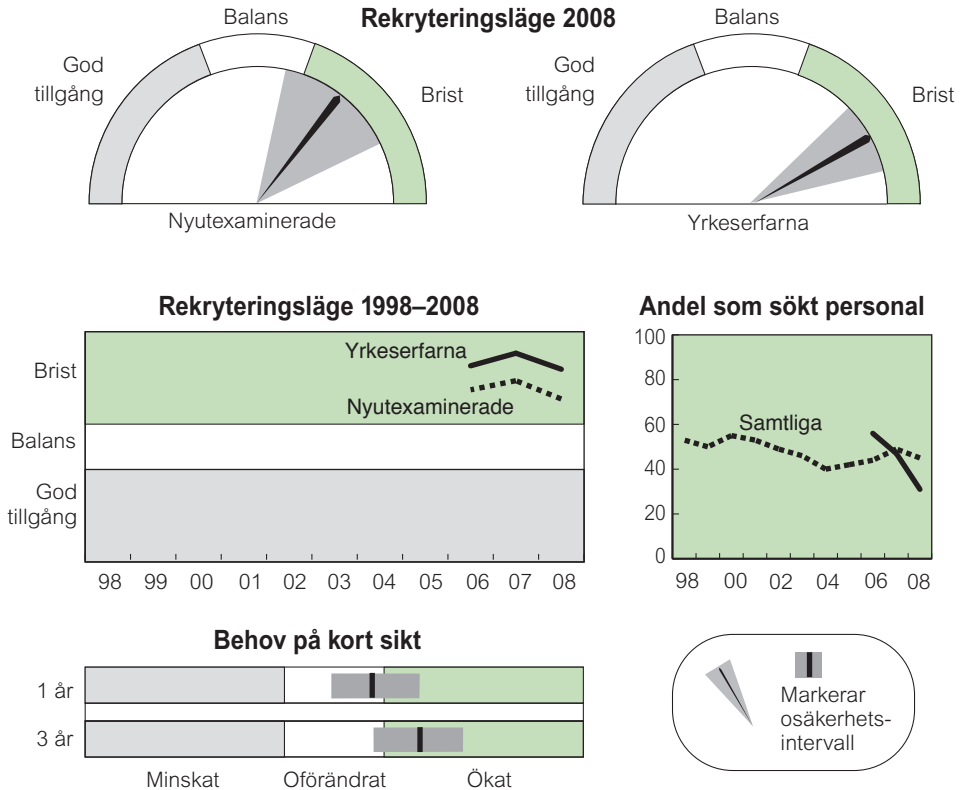 Rekryteringsläge 2008
Balans
God
tillgång
Brist
Nyutexaminerade
Balans
God
tillgång
Brist
Yrkeserfarna
Rekryteringsläge 1998–2008
Brist
Balans
God
tillgång
Yrkeserfarna
Nyutexaminerade
98 99 00 01 02 03 04 05 06 07 08
Andel som sökt personal
100
80
60
40
20
0
Samtliga
98 00 02 04 06 08
Behov på kort sikt
1 år
3 år
Minskat Oförändrat Ökat
Markerar
osäkerhets-
intervall